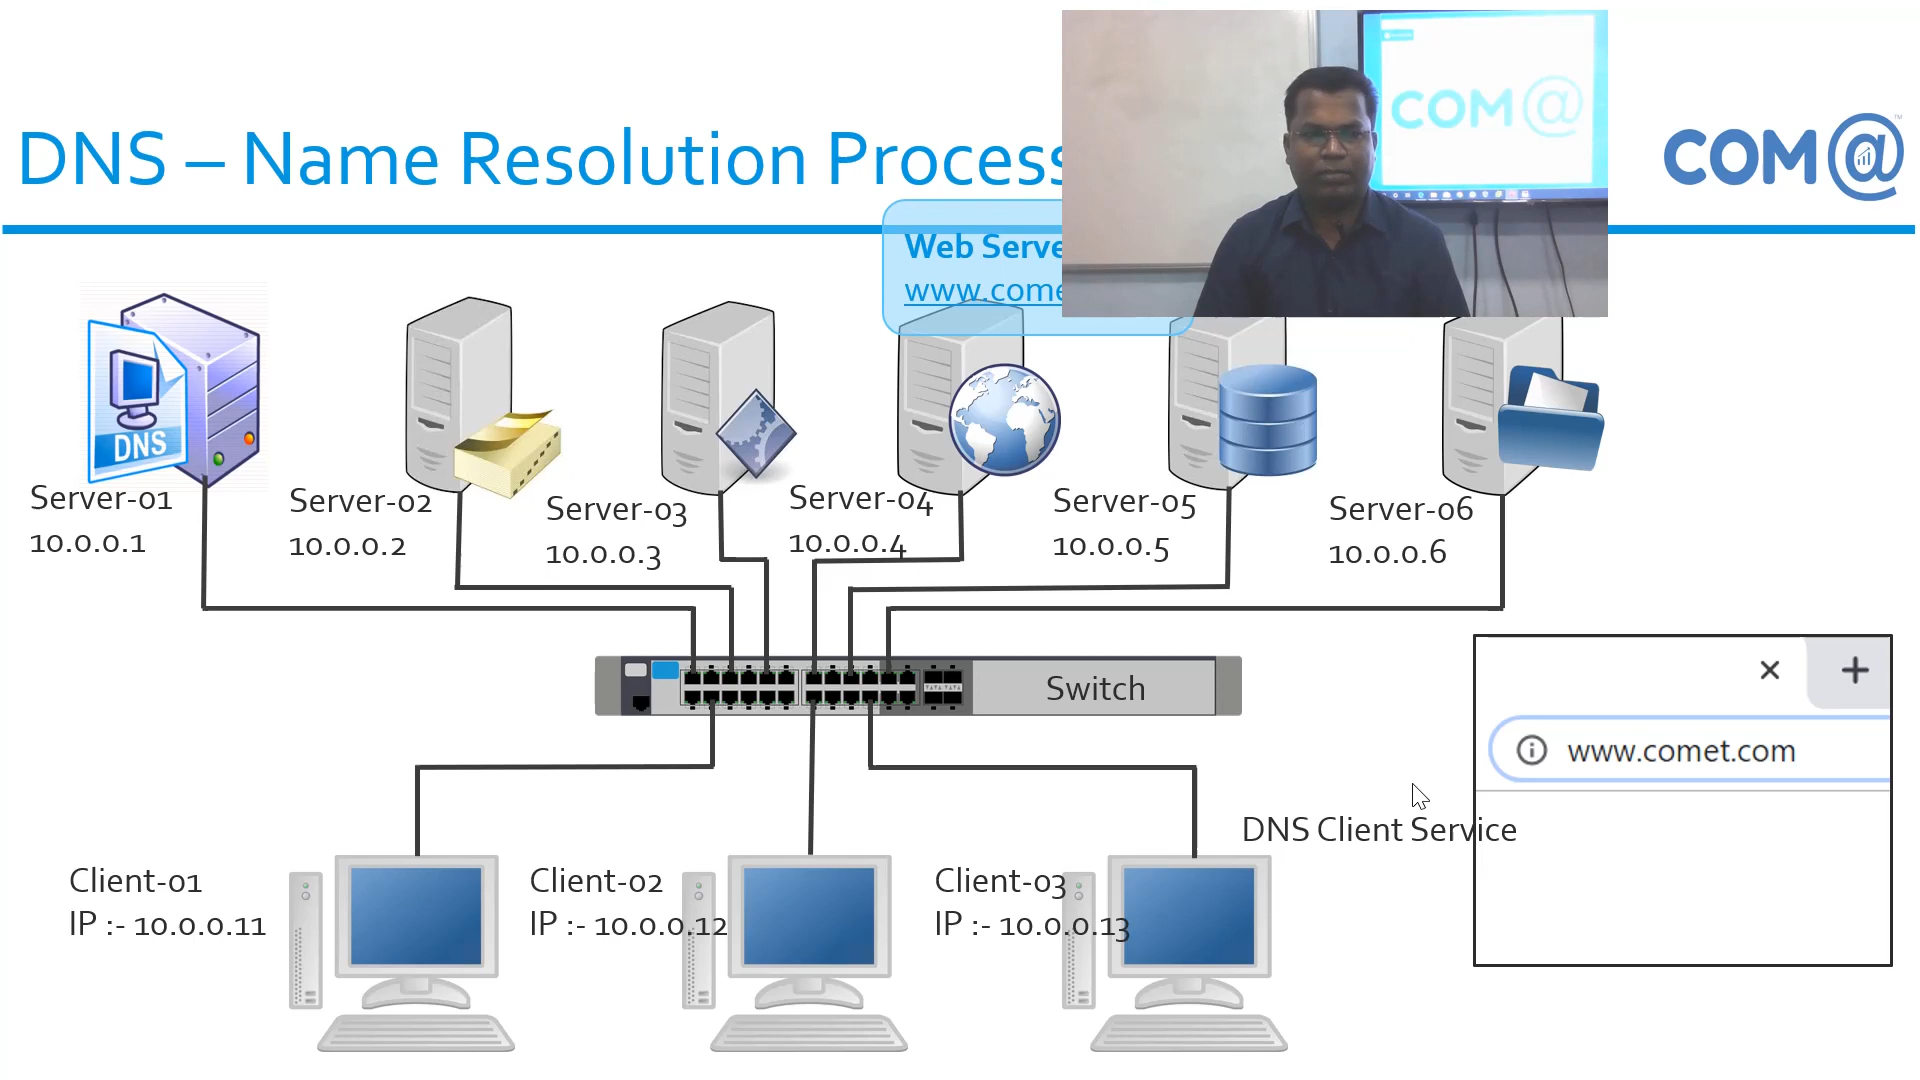 DNS – Name Resolution Process
COM@
COM@
TM
Web Serve
www.come
DNS
Server-01
10.0.0.1
Server-02
10.0.0.2
Server-03
10.0.0.3
Server-04
10.0.0.4
Server-05
10.0.0.5
Server-06
10.0.0.6
Switch
www.comet.com
DNS Client Service
Client-01
IP :- 10.0.0.11
Client-02
IP :- 10.0.0.12
Client-03
IP :- 10.0.0.13